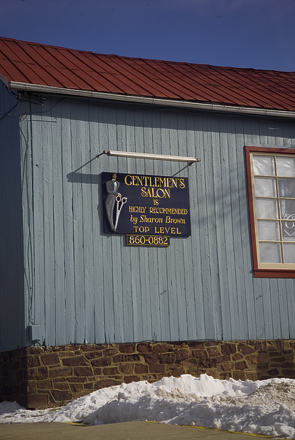 GENTLEMEN'S
SALON
IS
HIGHLY RECOMMENDED
by Sharon Brown
TOP LEVEL
860-0882